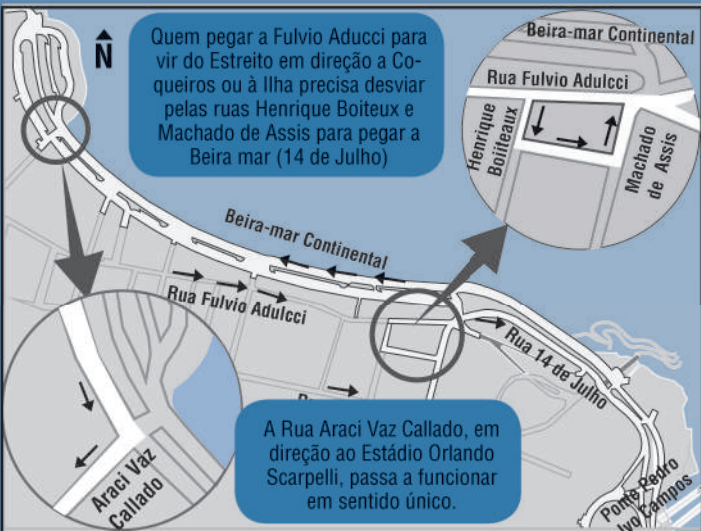 N
Quem pegar a Fulvio Aducci para
vir do Estreito em direção a Co-
queiros ou à Ilha precisa desviar
pelas ruas Henrique Boiteux e
Machado de Assis para pegar a
Beira mar (14 de Julho)
Beira-mar Continental
Rua Fulvio Adulcci
Henrique
Boiiteaux
Machado
de Assis
Beira-mar Continental
Rua Fulvio Adulcci
Rua 14 de Julho
A Rua Araci Vaz Callado, em
direção ao Estádio Orlando
Scarpelli, passa a funcionar
em sentido único.
Araci Vaz
Callado
Ponte Pedro
Ivo Campos